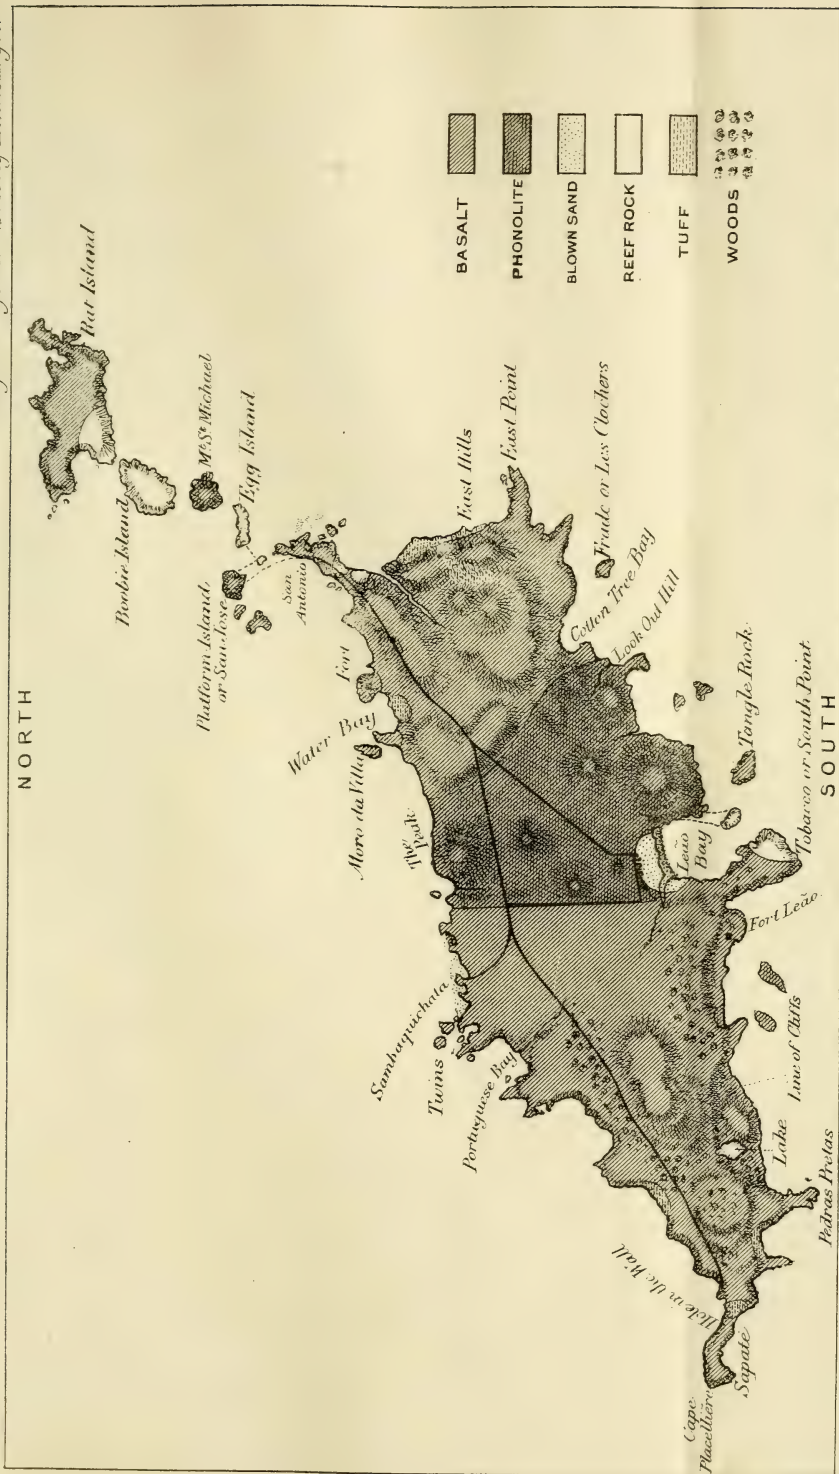 NORTH
Rat Island
Boobie Island
Mt. St. Michael
Egg Island
Platform Island
or San Jose
San
Antonio
Fort
Water Bay
Moro da Villa
The Peak
East Hills
East Point
Frade or Les Clochers
Cotton Tree Bay
Look Out Hill
Sambaquichala
Twins
Portuguese Bay
Leão
Bay
Tangle Rock
Tobacco or South Point
Fort Leão
Line of Cliffs
Lake
Pedras Pretas
Hole in the Wall
Cape
Placellière
Sapate
BASALT
PHONOLITE
BLOWN SAND
REEF ROCK
TUFF
WOODS
SOUTH